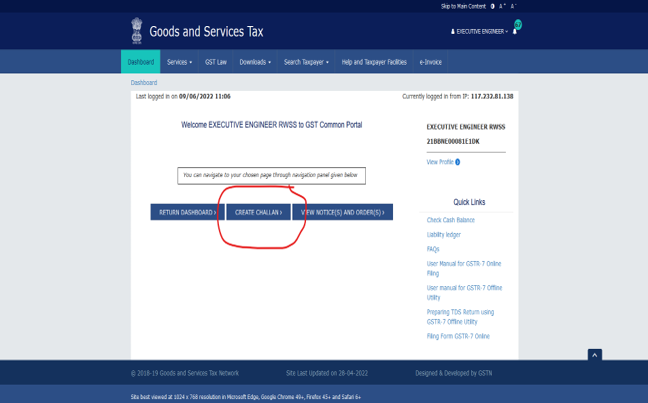 Skip to Main Content A+ A-
Goods and Services Tax
EXECUTIVE ENGINEER
Dashboard Services GST Law Downloads Search Taxpayer Help and Taxpayer Facilities e-Invoice
Dashboard
Last logged in on 09/06/2022 11:06 Currently logged in from IP: 117.232.81.138
Welcome EXECUTIVE ENGINEER RWSS to GST Common Portal
You can navigate to your chosen page through navigation panel given below
RETURN DASHBOARD > CREATE CHALLAN > VIEW NOTICE(S) AND ORDER(S) >
EXECUTIVE ENGINEER RWSS
21BBNE00081E1DK
View Profile
Quick Links
Check Cash Balance
Liability ledger
FAQs
User Manual for GSTR-7 Online
Filing
User manual for GSTR-7 Offline
Utility
Preparing TDS Return using
GSTR-7 Offline Utility
Filing Form GSTR-7 Online
© 2018-19 Goods and Services Tax Network Site Last Updated on 28-04-2022 Designed & Developed by GSTN
Site best viewed at 1024 x 768 resolution in Microsoft Edge, Google Chrome 49+, Firefox 45+ and Safari 6+